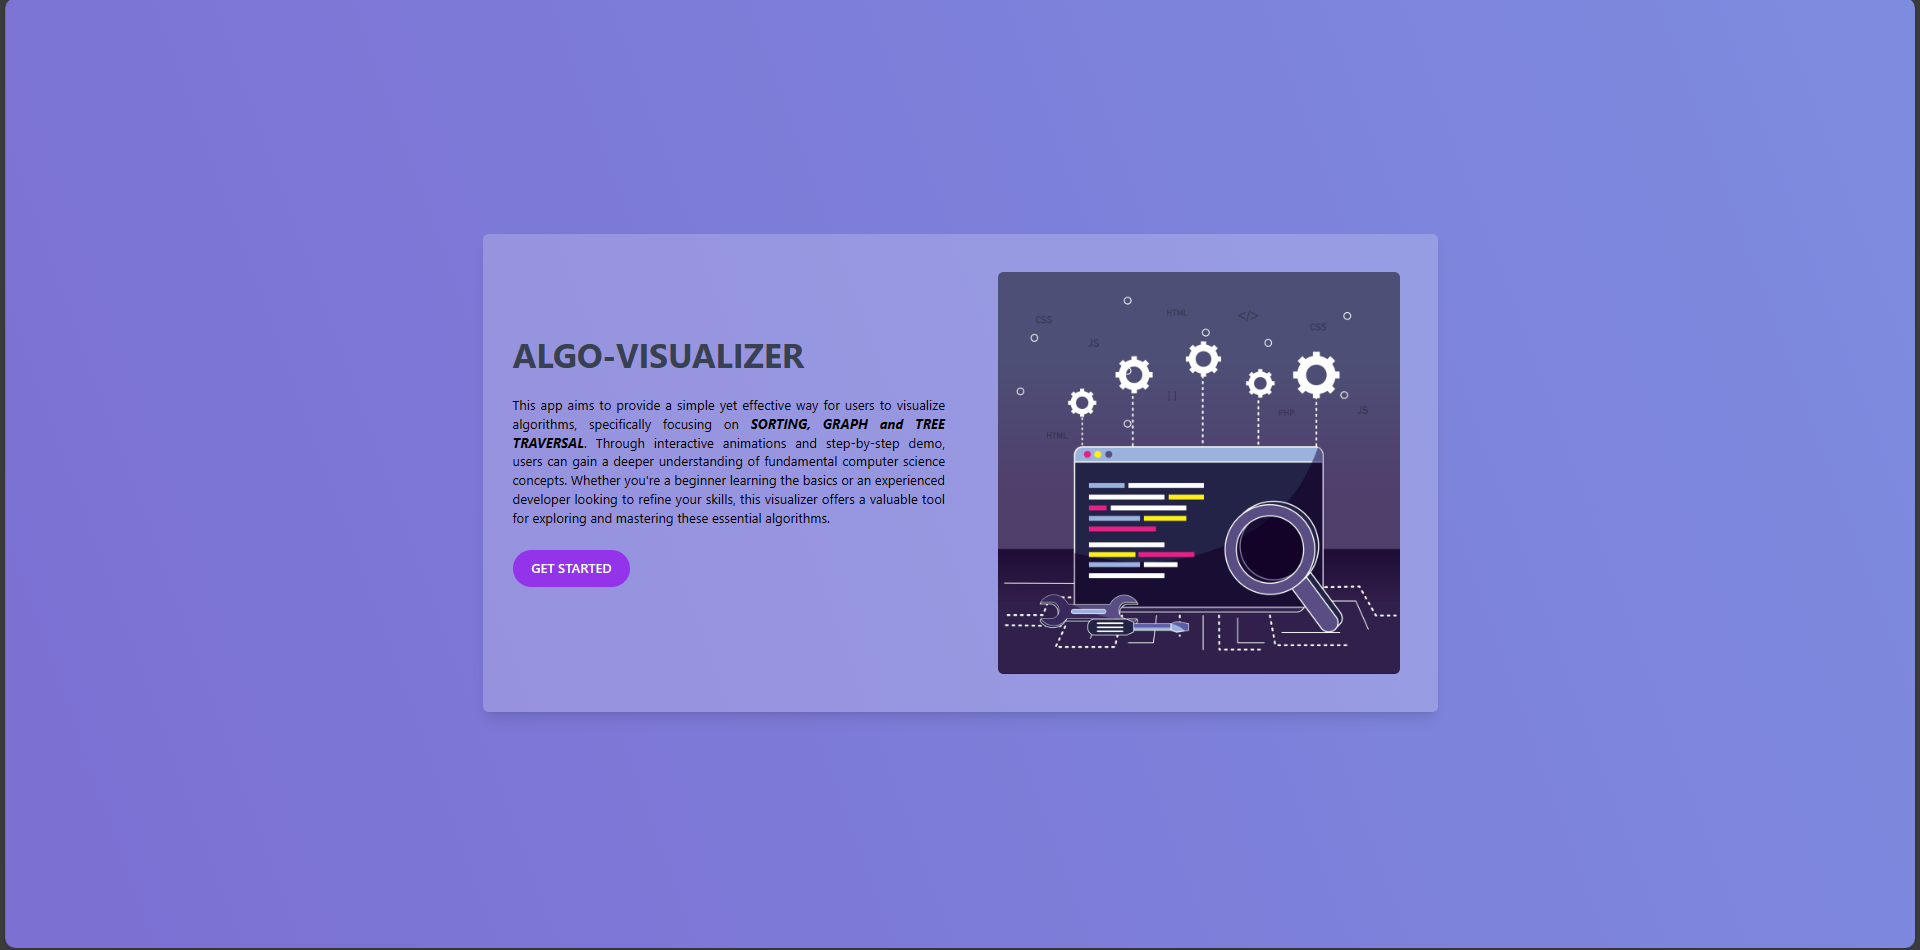 ALGO-VISUALIZER
This app aims to provide a simple yet effective way for users to visualize
algorithms, specifically focusing on SORTING, GRAPH and TREE
TRAVERSAL. Through interactive animations and step-by-step demo,
users can gain a deeper understanding of fundamental computer science
concepts. Whether you're a beginner learning the basics or an experienced
developer looking to refine your skills, this visualizer offers a valuable tool
for exploring and mastering these essential algorithms.
GET STARTED
CSS
HTML
</>
CSS
JS
PHP
JS
HTML